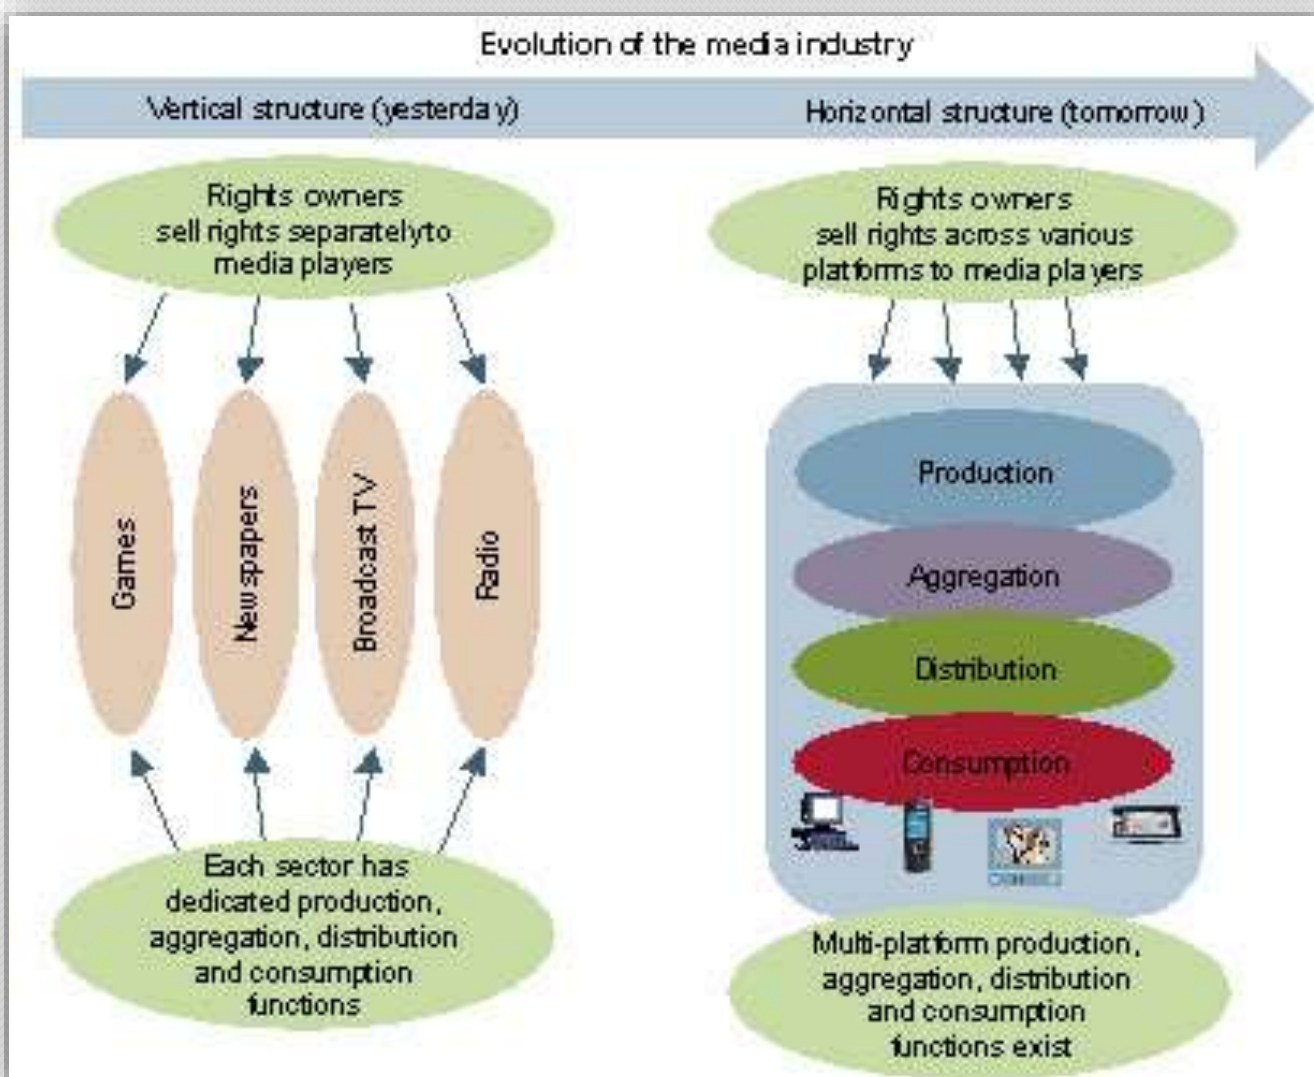 Evolution of the media industry
Vertical structure (yesterday)
Horizontal structure (tomorrow)
Rights owners
sell rights separatelyto
media players
Rights owners
sell rights across various
platforms to media players
Games
Newspapers
Broadcast TV
Radio
Production
Aggregation
Distribution
Consumption
Each sector has
dedicated production,
aggregation, distribution
and consumption
functions
Multi-platform production,
aggregation, distribution
and consumption
functions exist